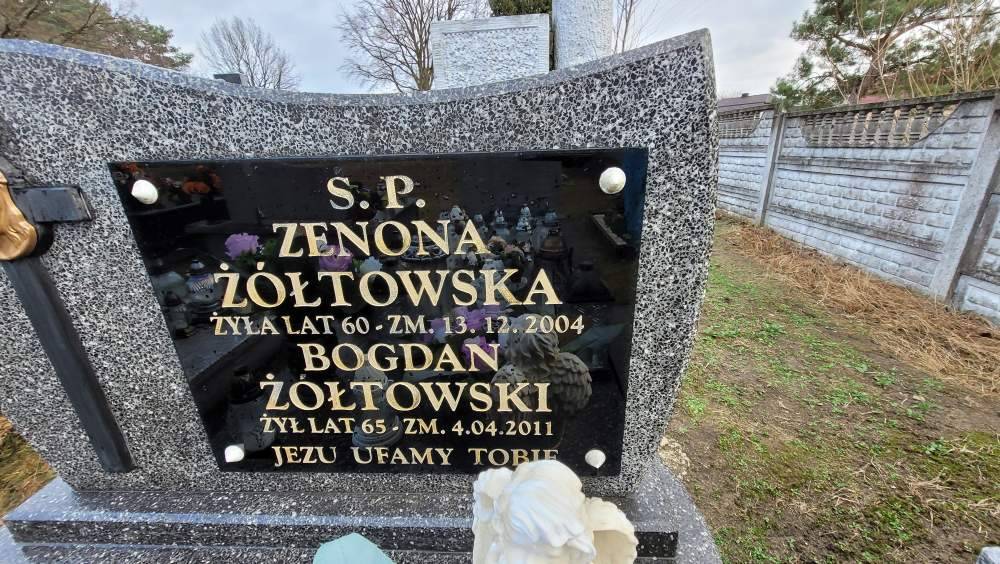 S. P.
ZENONA
ŻÓŁTOWSKA
ŻYŁA LAT 60 - ZM. 13. 12. 2004
BOGDAN
ŻÓŁTOWSKI
ŻYŁ LAT 65 - ZM. 4.04.2011
JEZU UFAMY TOBIE